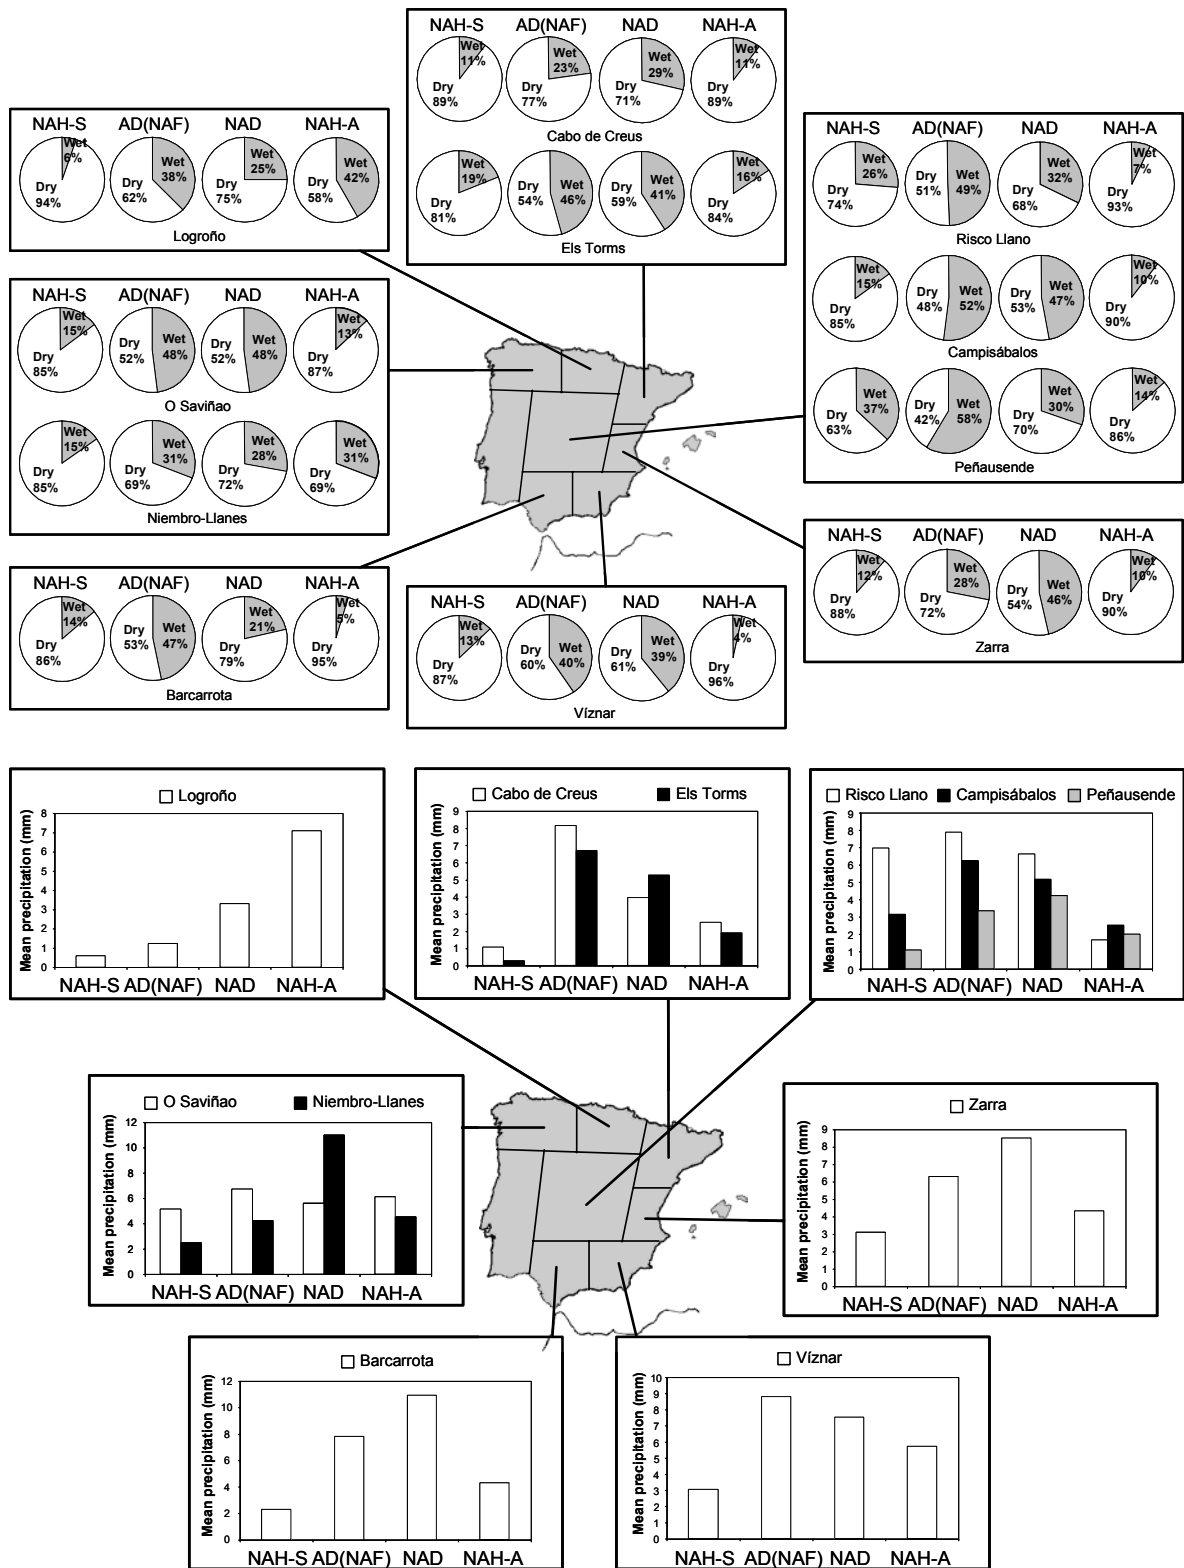 NAH-S AD(NAF) NAD NAH-A
Wet 11% Dry 89%
Wet 23% Dry 77%
Wet 29% Dry 71%
Wet 11% Dry 89%
Cabo de Creus
Wet 19% Dry 81%
Wet 46% Dry 54%
Wet 41% Dry 59%
Wet 16% Dry 84%
Els Torms
NAH-S AD(NAF) NAD NAH-A
Wet 6% Dry 94%
Wet 38% Dry 62%
Wet 25% Dry 75%
Wet 42% Dry 58%
Logroño
NAH-S AD(NAF) NAD NAH-A
Wet 26% Dry 74%
Wet 49% Dry 51%
Wet 32% Dry 68%
Wet 7% Dry 93%
Risco Llano
Wet 15% Dry 85%
Wet 52% Dry 48%
Wet 47% Dry 53%
Wet 10% Dry 90%
Campisábalos
Wet 37% Dry 63%
Wet 58% Dry 42%
Wet 30% Dry 70%
Wet 14% Dry 86%
Peñausende
NAH-S AD(NAF) NAD NAH-A
Wet 15% Dry 85%
Wet 48% Dry 52%
Wet 48% Dry 52%
Wet 13% Dry 87%
O Saviñao
Wet 15% Dry 85%
Wet 31% Dry 69%
Wet 28% Dry 72%
Wet 31% Dry 69%
Niembro-Llanes
NAH-S AD(NAF) NAD NAH-A
Wet 12% Dry 88%
Wet 28% Dry 72%
Wet 46% Dry 54%
Wet 10% Dry 90%
Zarra
NAH-S AD(NAF) NAD NAH-A
Wet 14% Dry 86%
Wet 47% Dry 53%
Wet 21% Dry 79%
Wet 5% Dry 95%
Barcarrota
NAH-S AD(NAF) NAD NAH-A
Wet 13% Dry 87%
Wet 40% Dry 60%
Wet 39% Dry 61%
Wet 4% Dry 96%
Víznar
Logroño
Mean precipitation (mm)
8
7
6
5
4
3
2
1
0
NAH-S AD(NAF) NAD NAH-A
Cabo de Creus Els Torms
Mean precipitation (mm)
9
8
7
6
5
4
3
2
1
0
NAH-S AD(NAF) NAD NAH-A
Risco Llano Campisábalos Peñausende
Mean precipitation (mm)
9
8
7
6
5
4
3
2
1
0
NAH-S AD(NAF) NAD NAH-A
O Saviñao Niembro-Llanes
Mean precipitation (mm)
12
10
8
6
4
2
0
NAH-S AD(NAF) NAD NAH-A
Zarra
Mean precipitation (mm)
9
8
7
6
5
4
3
2
1
0
NAH-S AD(NAF) NAD NAH-A
Barcarrota
Mean precipitation (mm)
12
10
8
6
4
2
0
NAH-S AD(NAF) NAD NAH-A
Víznar
Mean precipitation (mm)
10
9
8
7
6
5
4
3
2
1
0
NAH-S AD(NAF) NAD NAH-A